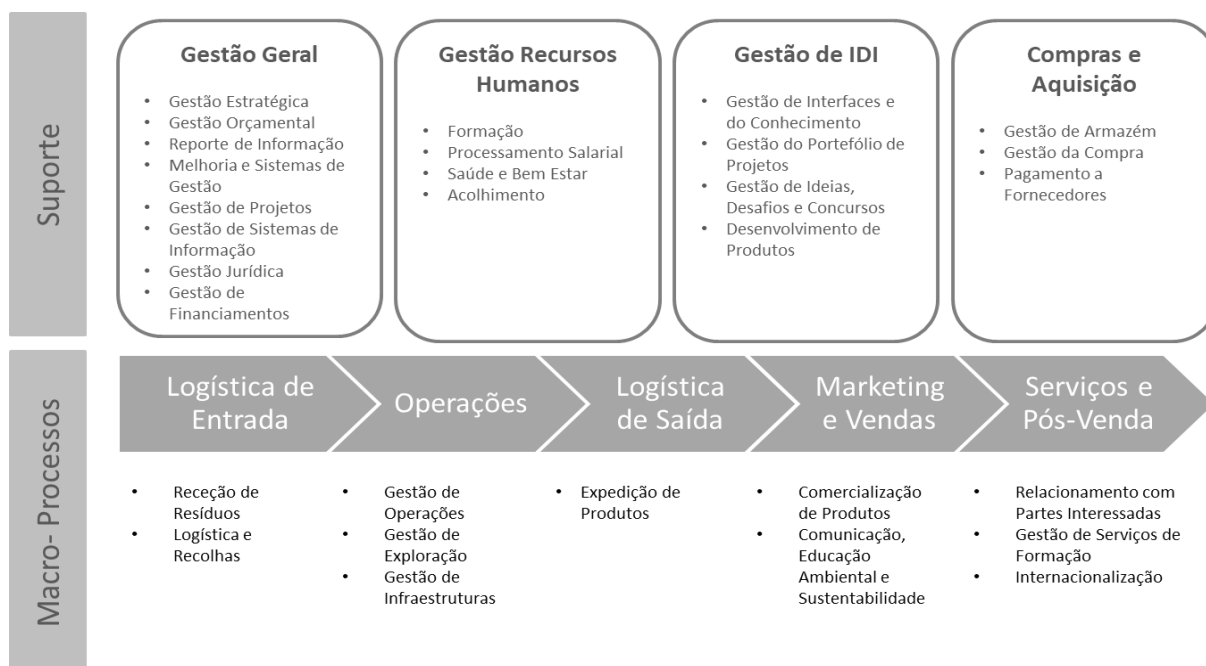 Suporte
Gestão Geral
• Gestão Estratégica
• Gestão Orçamental
• Reporte de Informação
• Melhoria e Sistemas de
Gestão
• Gestão de Projetos
• Gestão de Sistemas de
Informação
• Gestão Jurídica
• Gestão de
Financiamentos
Gestão Recursos
Humanos
• Formação
• Processamento Salarial
• Saúde e Bem Estar
• Acolhimento
Gestão de IDI
• Gestão de Interfaces e
do Conhecimento
• Gestão do Portefólio de
Projetos
• Gestão de Ideias,
Desafios e Concursos
• Desenvolvimento de
Produtos
Compras e
Aquisição
• Gestão de Armazém
• Gestão da Compra
• Pagamento a
Fornecedores
Macro- Processos
Logística de
Entrada
Operações
Logística
de Saída
Marketing
e Vendas
Serviços e
Pós-Venda
• Receção de
Resíduos
• Logística e
Recolhas
• Gestão de
Operações
• Gestão de
Exploração
• Gestão de
Infraestruturas
• Expedição de
Produtos
• Comercialização
de Produtos
• Comunicação,
Educação
Ambiental e
Sustentabilidade
• Relacionamento com
Partes Interessadas
• Gestão de Serviços de
Formação
• Internacionalização